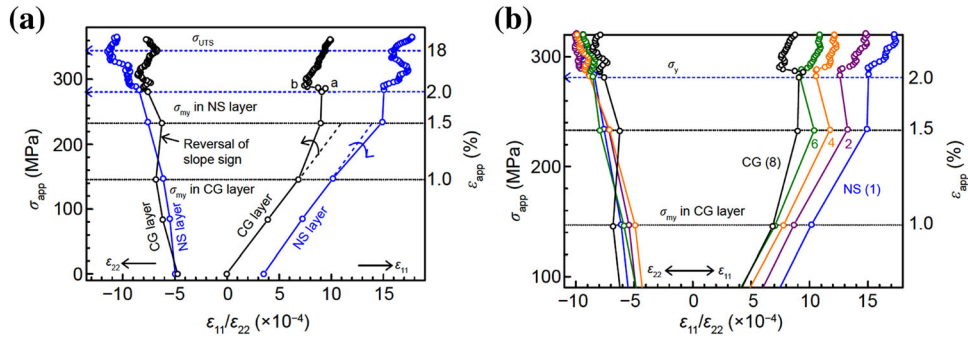 (a)
σUTS
18
b
a
2.0
σmy in NS layer
1.5
Reversal of
slope sign
1.0
σmy in CG layer
CG layer
NS layer
CG layer
NS layer
ε22
ε11
300
200
100
0
σapp (MPa)
εapp (%)
−10 −5 0 5 10 15
ε11/ε22 (×10−4)
(b)
σy
2.0
1.5
6 4 2
CG (8)
NS (1)
σmy in CG layer
1.0
ε22
ε11
300
200
100
σapp (MPa)
εapp (%)
-10 -5 0 5 10 15
ε11/ε22 (×10−4)